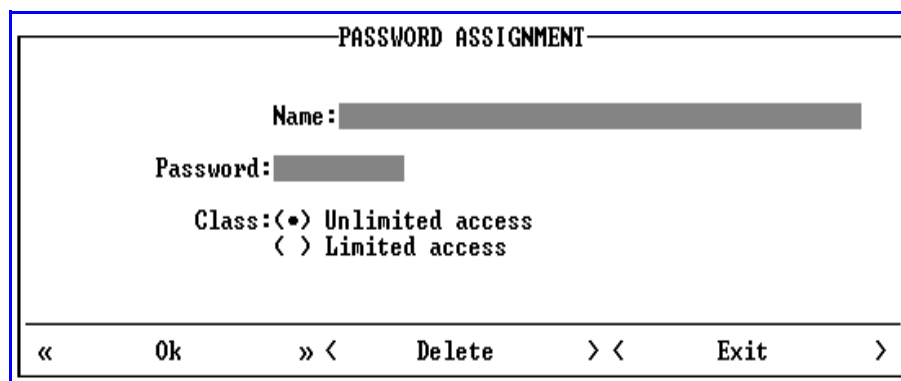 PASSWORD ASSIGNMENT
Name:
Password:
Class:(•) Unlimited access
( ) Limited access
« Ok » < Delete > < Exit >